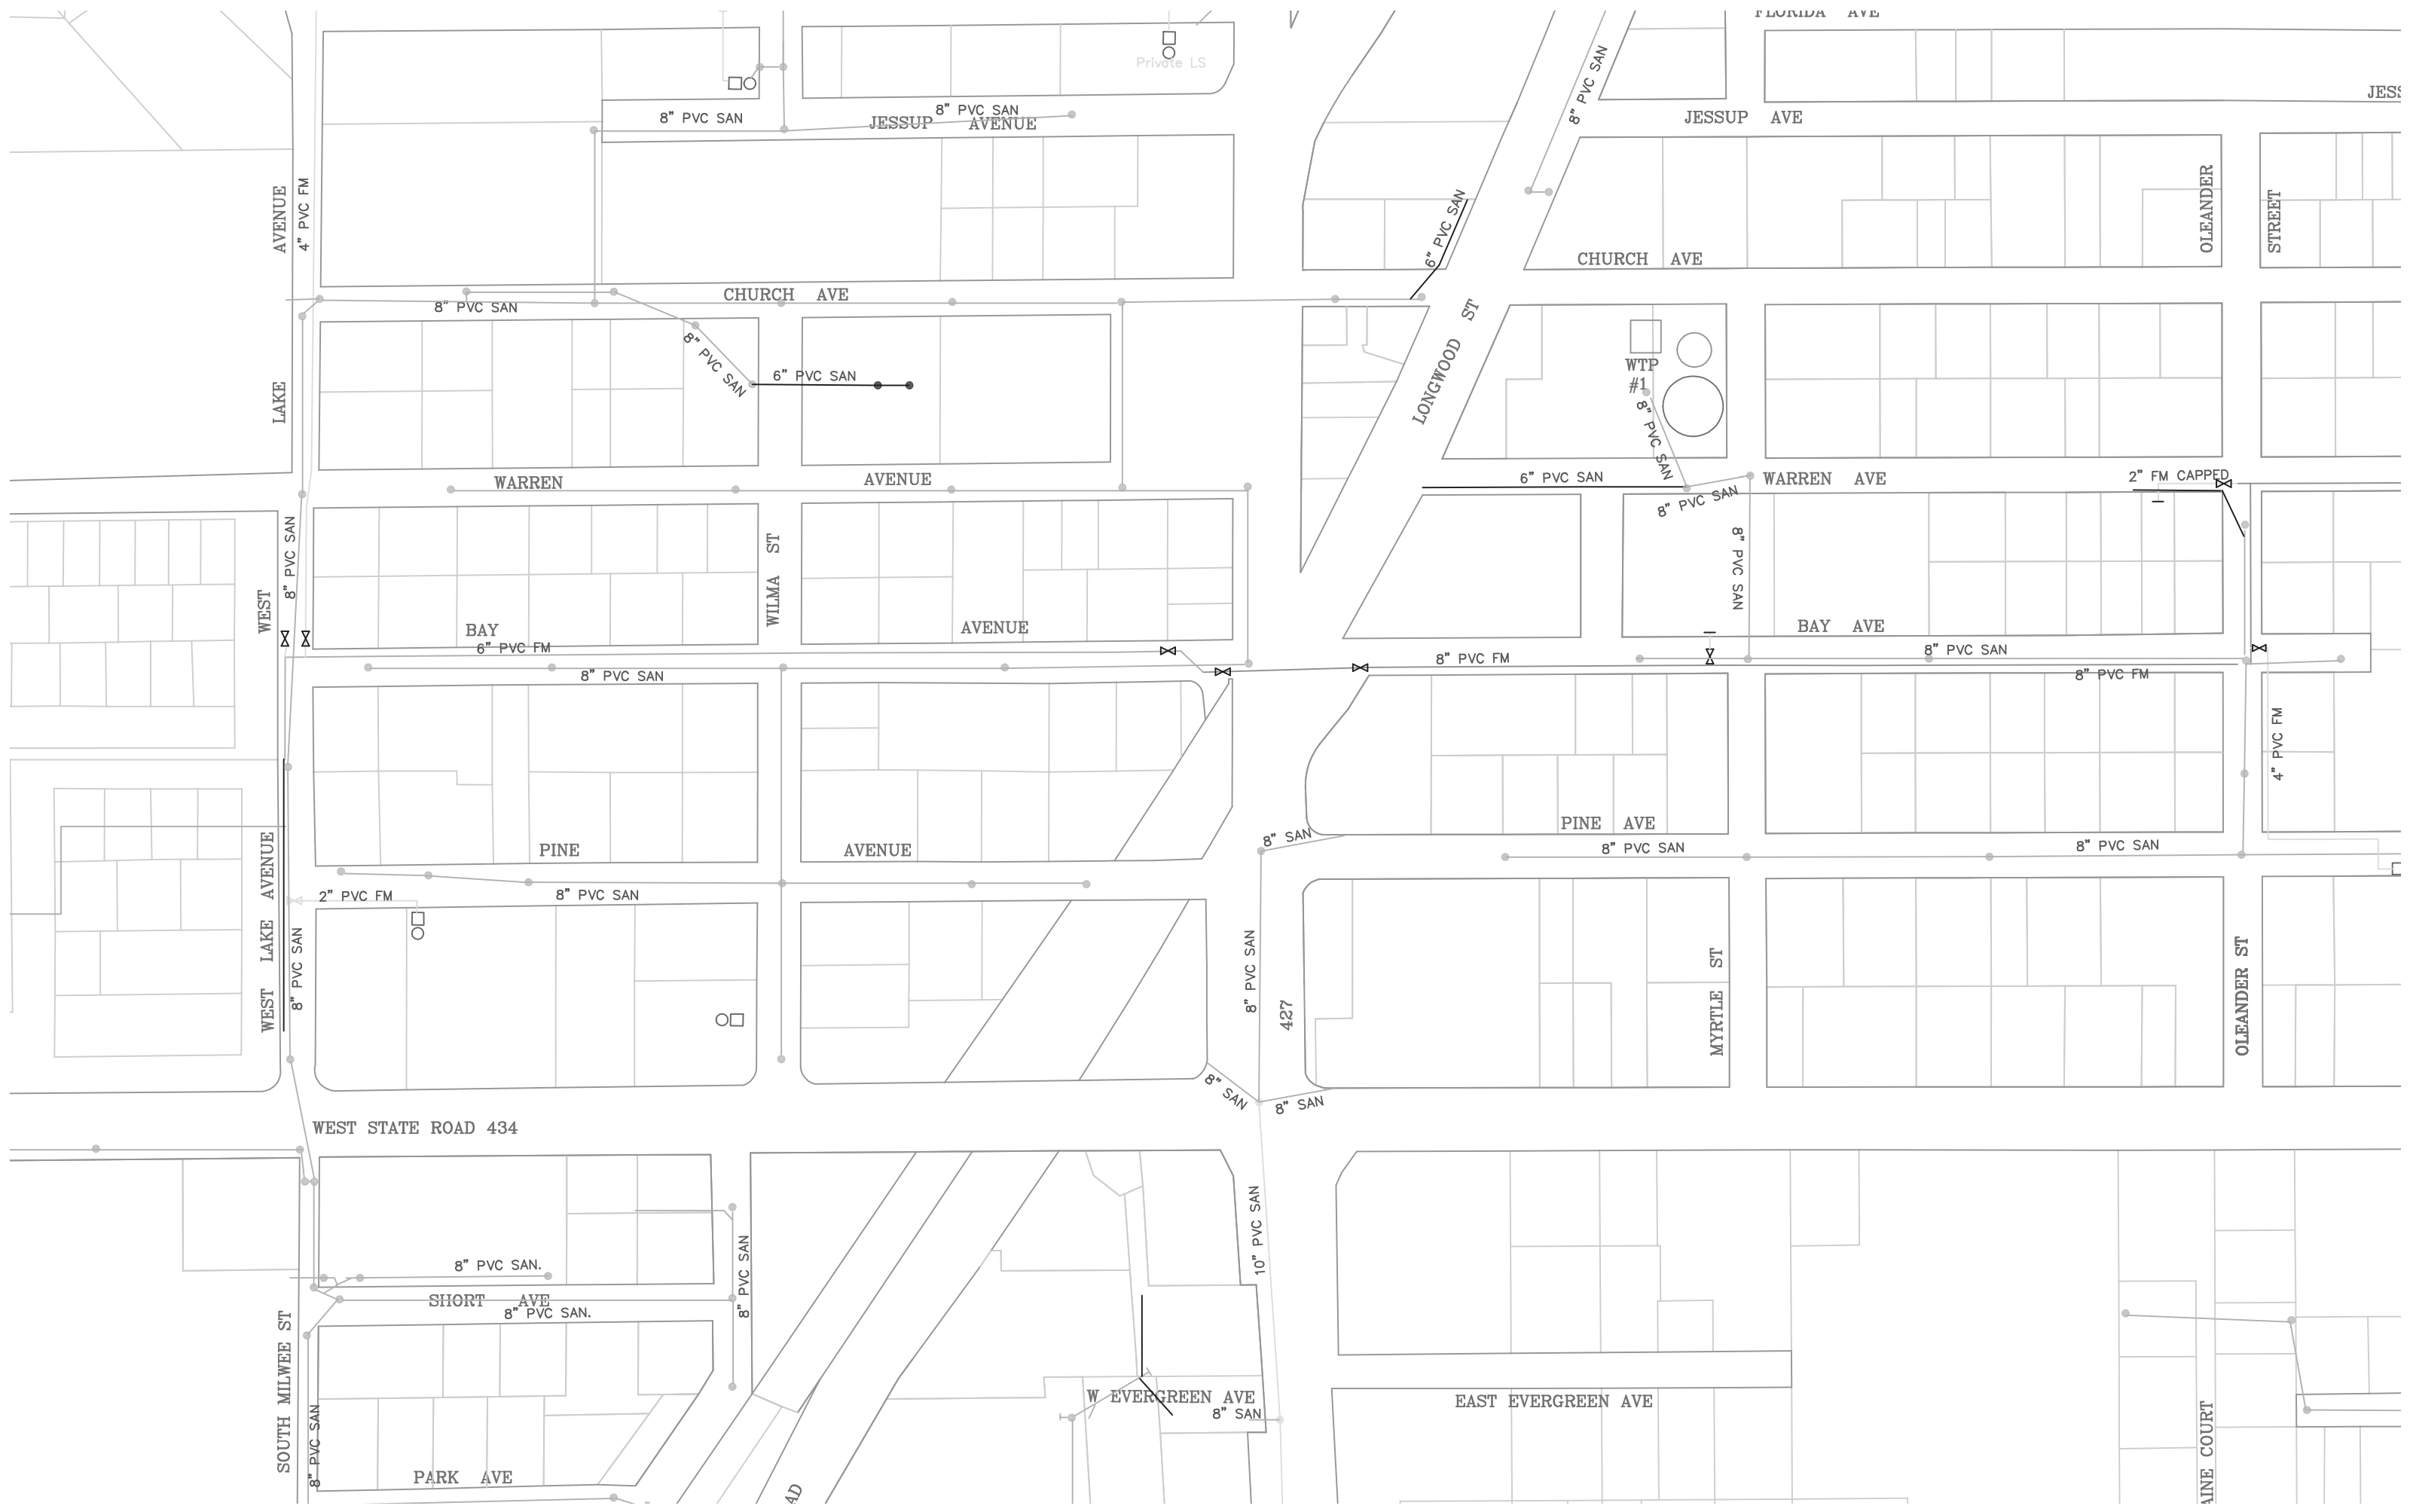 FLORIDA AVE
Private LS
8" PVC SAN
JESS
8" PVC SAN
8" PVC SAN
JESSUP AVENUE
JESSUP AVE
AVENUE
4" PVC FM
6" PVC SAN
OLEANDER
STREET
CHURCH AVE
CHURCH AVE
8" PVC SAN
LONGWOOD ST
8" PVC SAN
6" PVC SAN
WTP
#1
LAKE
8" PVC SAN
WARREN AVENUE
6" PVC SAN
WARREN AVE
2" FM CAPPED
8" PVC SAN
8" PVC SAN
WILMA ST
8" PVC SAN
WEST
BAY AVENUE
BAY AVE
6" PVC FM
8" PVC SAN
8" PVC FM
8" PVC SAN
8" PVC FM
4" PVC FM
PINE AVENUE
PINE AVE
8" SAN
8" PVC SAN
8" PVC SAN
WEST LAKE AVENUE
2" PVC FM
8" PVC SAN
8" PVC SAN
8" PVC SAN
427
MYRTLE ST
OLEANDER ST
8" SAN
8" SAN
WEST STATE ROAD 434
10" PVC SAN
8" PVC SAN.
8" PVC SAN
SHORT AVE
8" PVC SAN.
SOUTH MILWEE ST
8" PVC SAN
W EVERGREEN AVE
8" SAN
EAST EVERGREEN AVE
PARK AVE
AD
AINE COURT